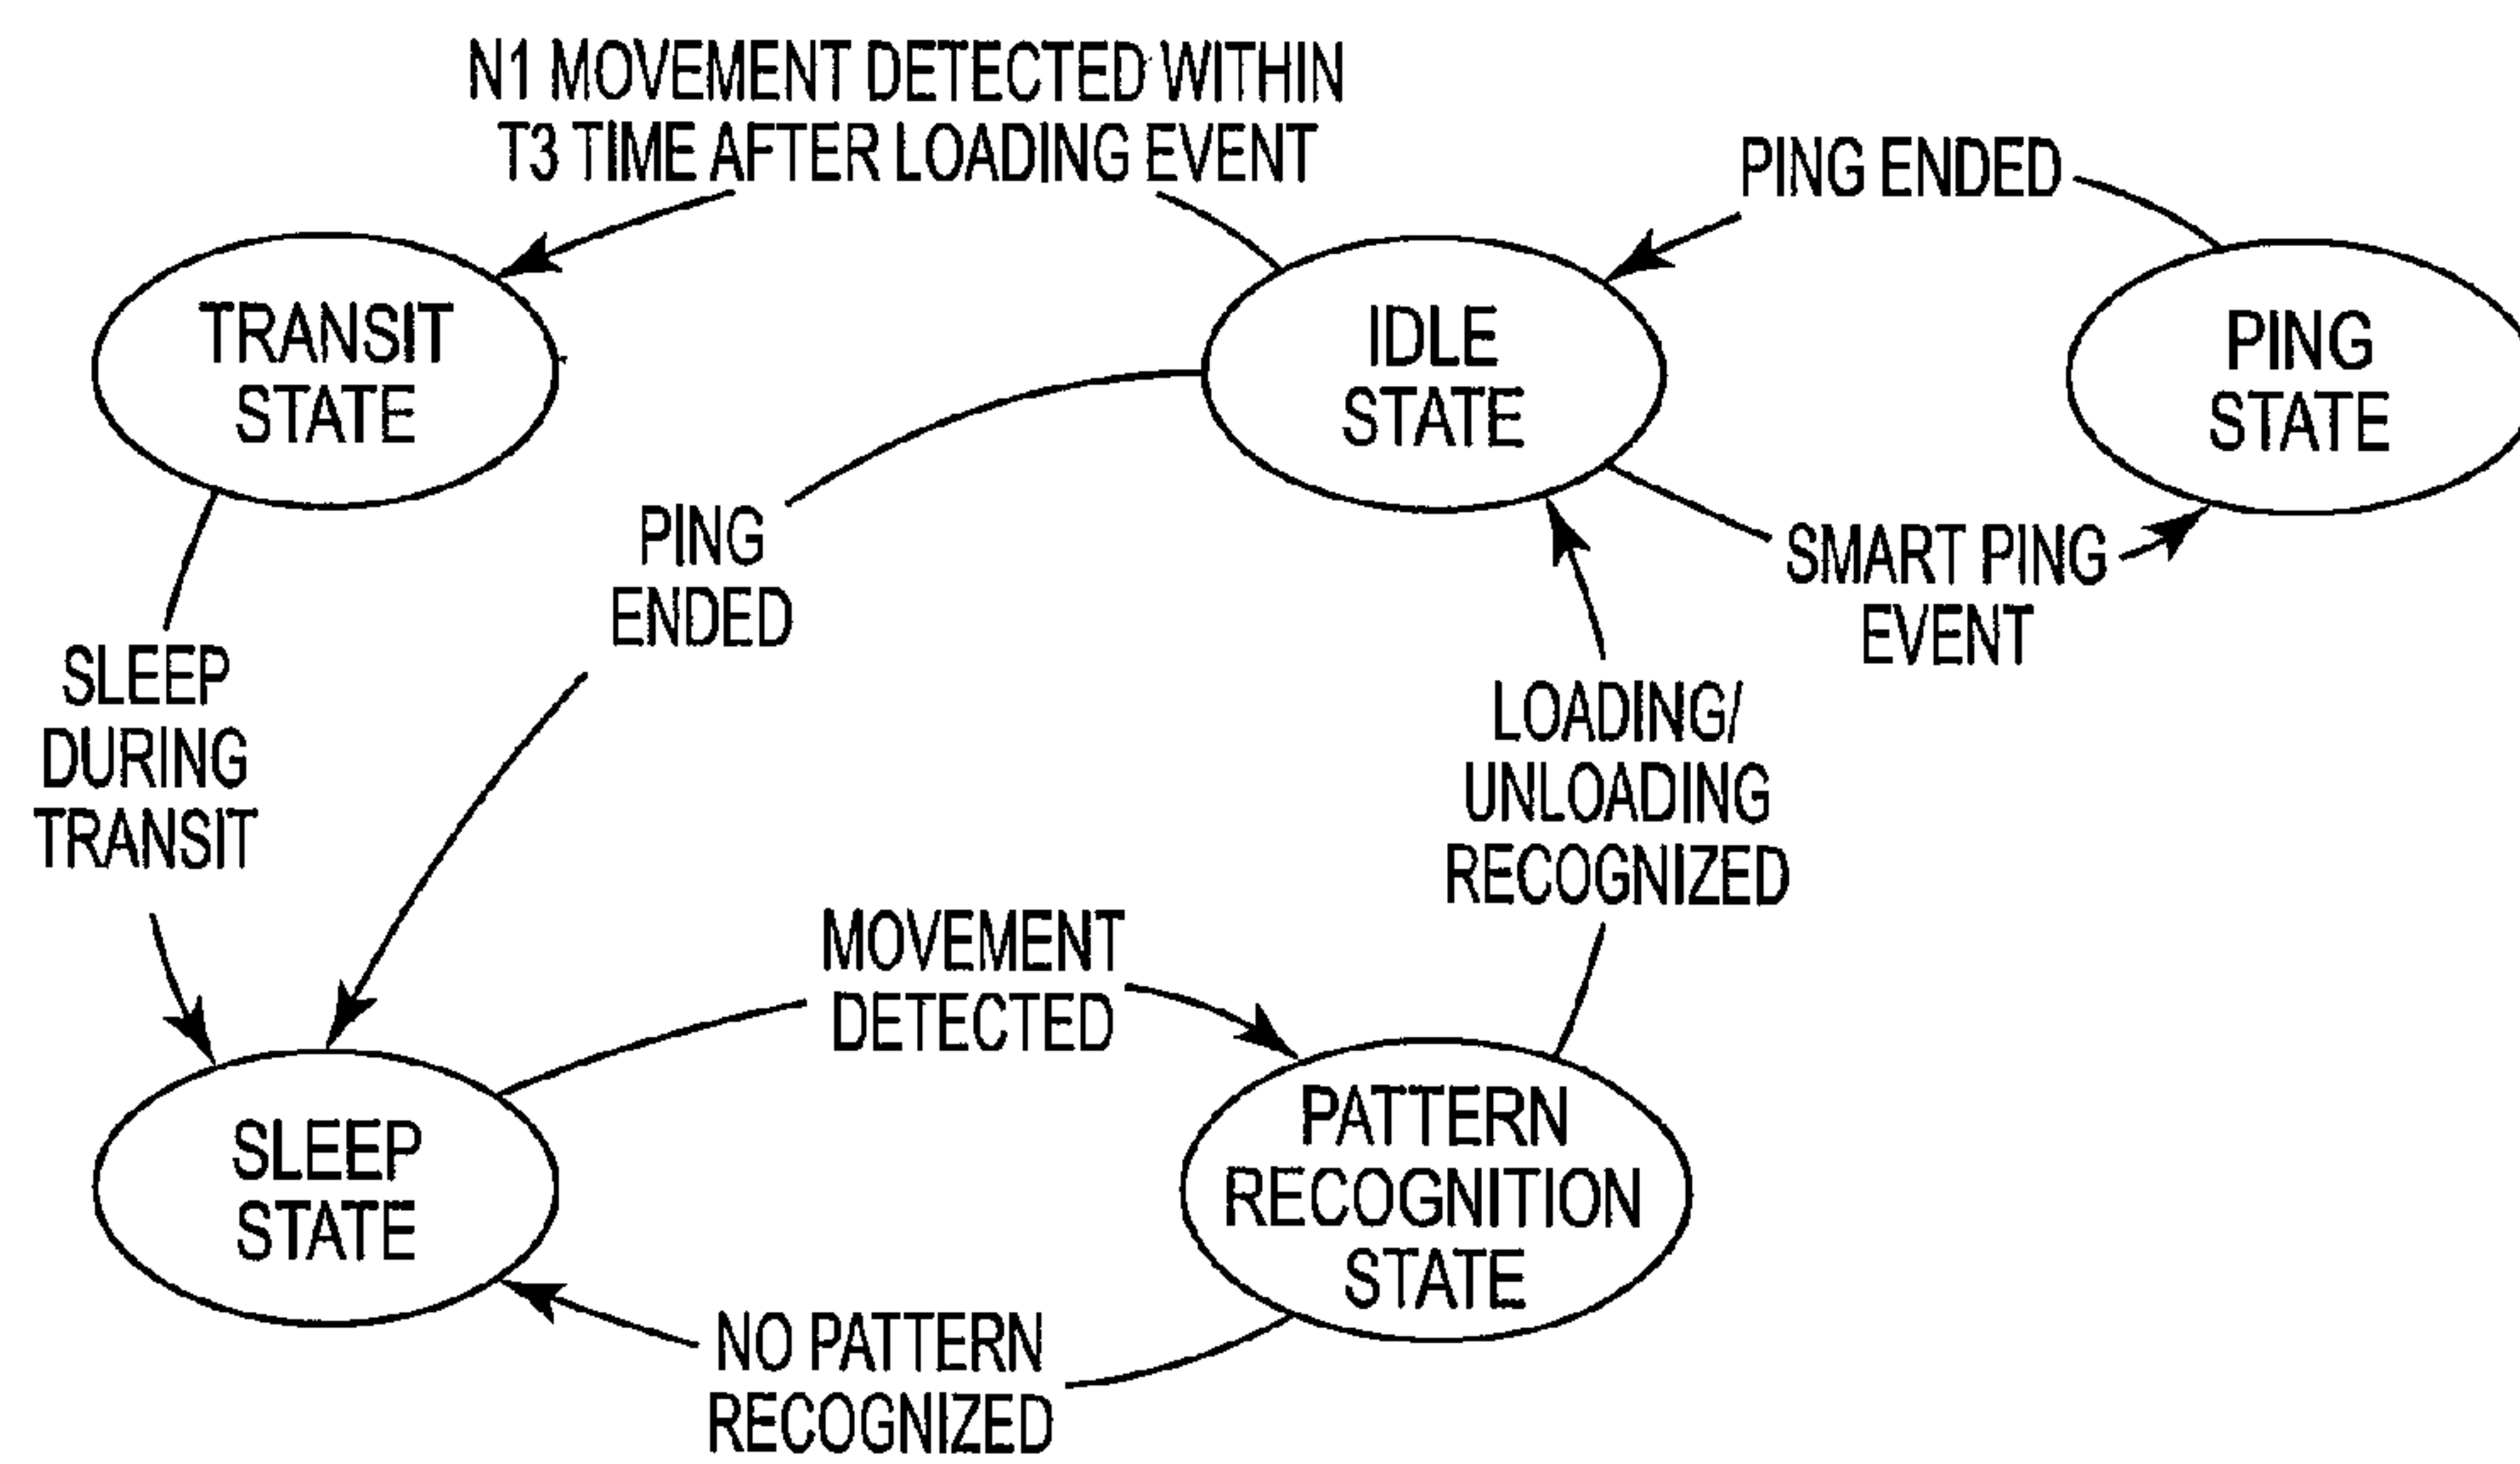 N1 MOVEMENT DETECTED WITHIN
T3 TIME AFTER LOADING EVENT
PING ENDED
TRANSIT
STATE
IDLE
STATE
PING
STATE
PING
ENDED
SMART PING
EVENT
SLEEP
DURING
TRANSIT
LOADING/
UNLOADING
RECOGNIZED
MOVEMENT
DETECTED
SLEEP
STATE
PATTERN
RECOGNITION
STATE
NO PATTERN
RECOGNIZED